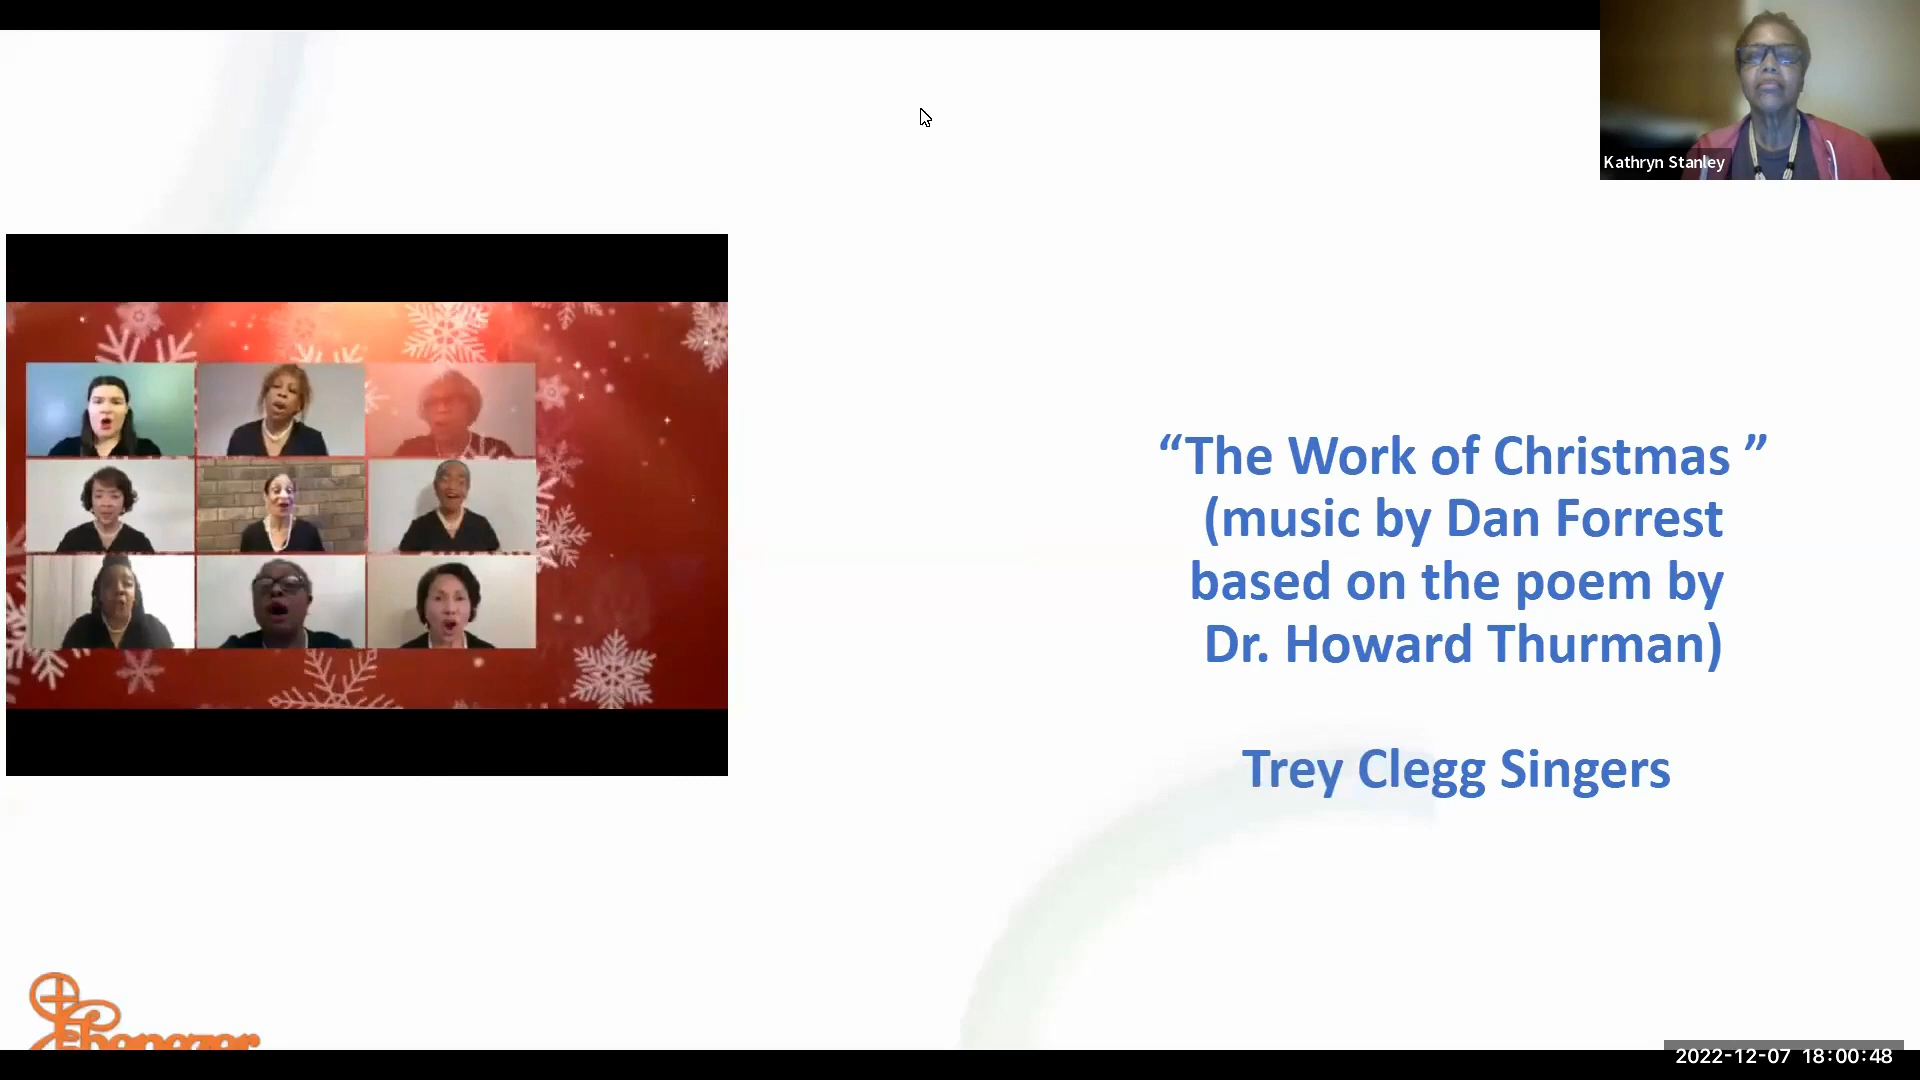 Kathryn Stanley
“The Work of Christmas ”
(music by Dan Forrest
based on the poem by
Dr. Howard Thurman)
Trey Clegg Singers
Ebenezer
2022-12-07 18:00:48